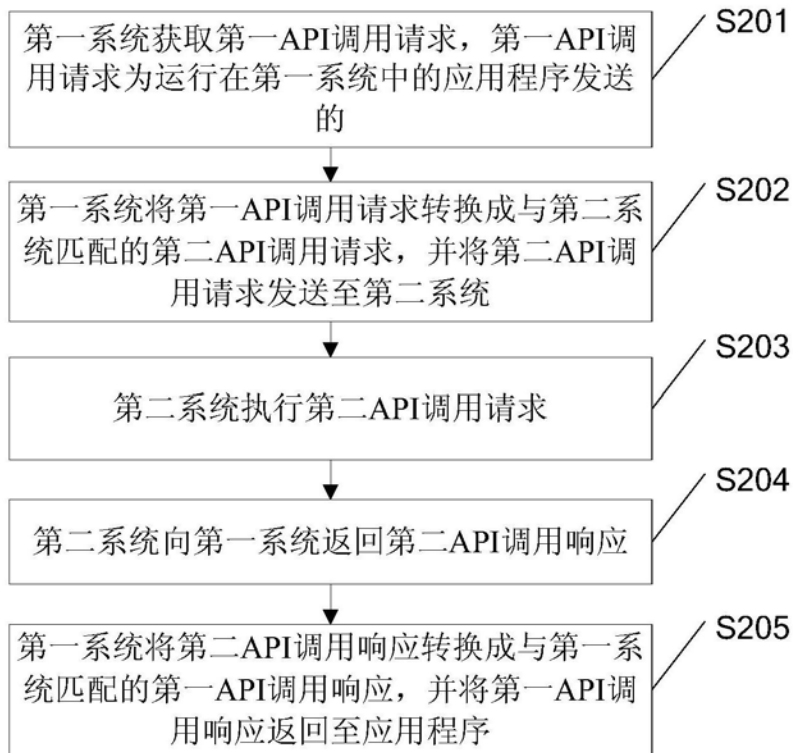 第一系统获取第一API调用请求，第一API调
用请求为运行在第一系统中的应用程序发送
的
S201
第一系统将第一API调用请求转换成与第二系
统匹配的第二API调用请求，并将第二API调
用请求发送至第二系统
S202
第二系统执行第二API调用请求
S203
第二系统向第一系统返回第二API调用响应
S204
第一系统将第二API调用响应转换成与第一系
统匹配的第一API调用响应，并将第一API调
用响应返回至应用程序
S205